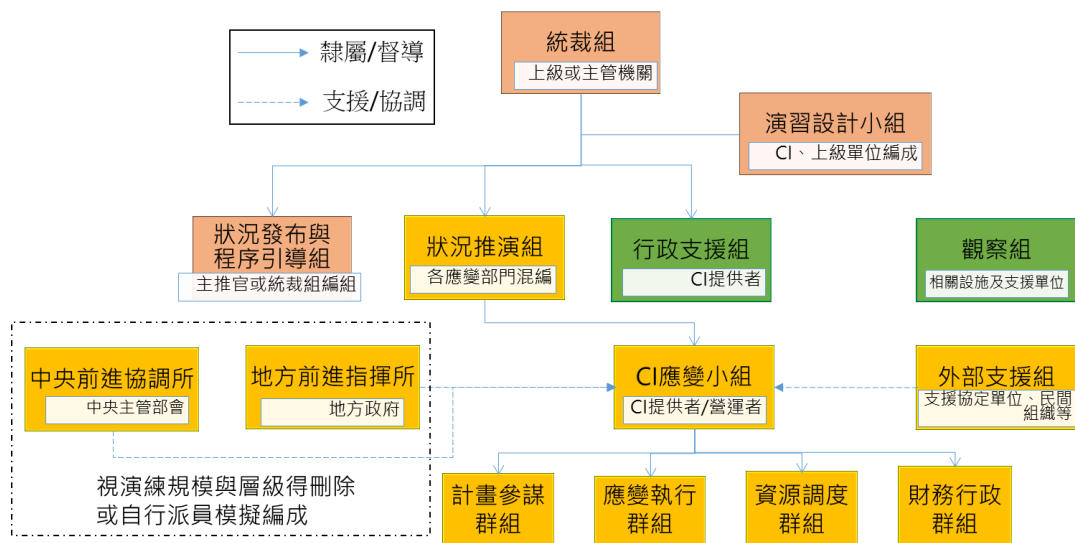 隸屬/督導
支援/協調
統裁組
上級或主管機關
演習設計小組
CI、上級單位編成
狀況發布與
程序引導組
主推官或統裁組編組
狀況推演組
各應變部門混編
行政支援組
CI提供者
觀察組
相關設施及支援單位
中央前進協調所
中央主管部會
地方前進指揮所
地方政府
視演練規模與層級得刪除
或自行派員模擬編成
CI應變小組
CI提供者/營運者
外部支援組
支援協定單位、民間
組織等
計畫參謀
群組
應變執行
群組
資源調度
群組
財務行政
群組